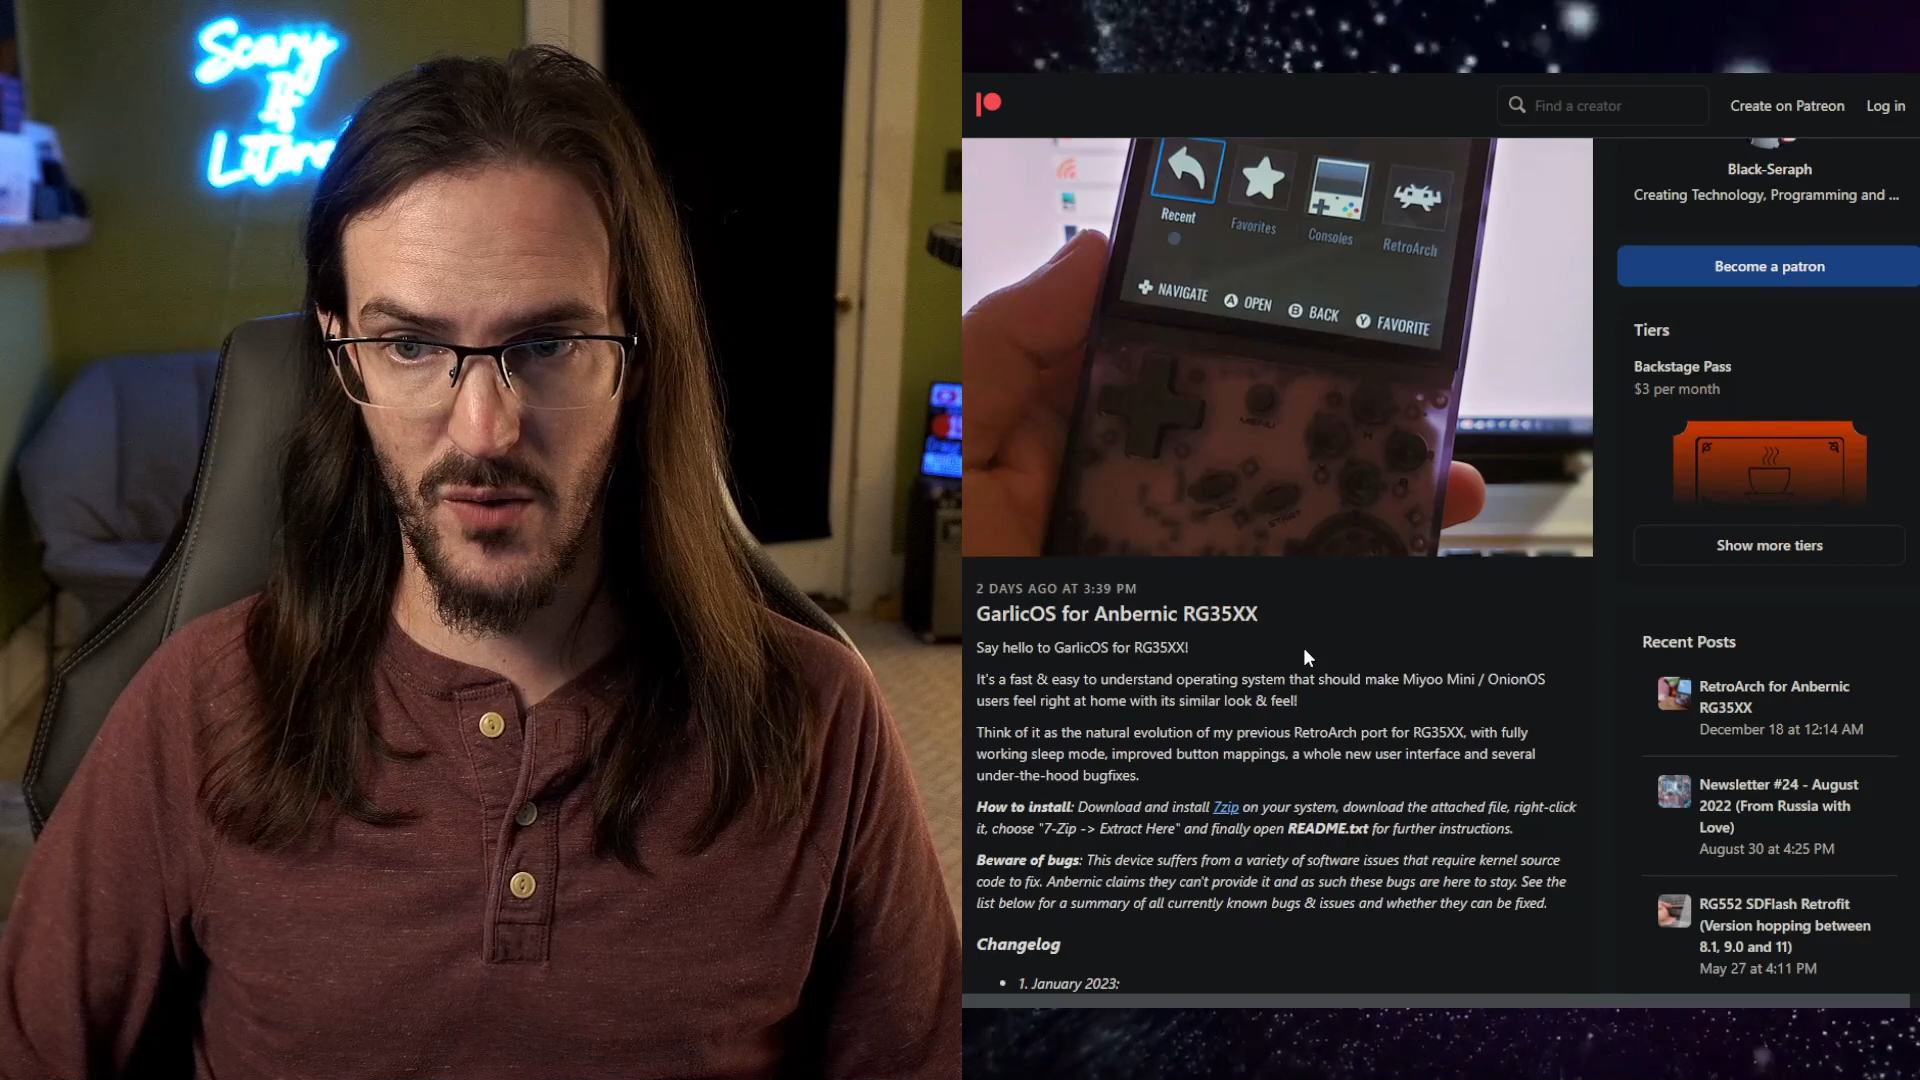 Scary
It
Find a creator
Create on Patreon
Log in
Recent
Favorites
Consoles
RetroArch
NAVIGATE
A OPEN
B BACK
Y FAVORITE
MENU
START
2 DAYS AGO AT 3:39 PM
GarlicOS for Anbernic RG35XX
Say hello to GarlicOS for RG35XX!
It's a fast & easy to understand operating system that should make Miyoo Mini / OnionOS
users feel right at home with its similar look & feel!
Think of it as the natural evolution of my previous RetroArch port for RG35XX, with fully
working sleep mode, improved button mappings, a whole new user interface and several
under-the-hood bugfixes.
How to install: Download and install 7zip on your system, download the attached file, right-click
it, choose "7-Zip -> Extract Here" and finally open README.txt for further instructions.
Beware of bugs: This device suffers from a variety of software issues that require kernel source
code to fix. Anbernic claims they can't provide it and as such these bugs are here to stay. See the
list below for a summary of all currently known bugs & issues and whether they can be fixed.
Changelog
• 1. January 2023:
Black-Seraph
Creating Technology, Programming and ...
Become a patron
Tiers
Backstage Pass
$3 per month
Show more tiers
Recent Posts
RetroArch for Anbernic
RG35XX
December 18 at 12:14 AM
Newsletter #24 - August
2022 (From Russia with
Love)
August 30 at 4:25 PM
RG552 SDFlash Retrofit
(Version hopping between
8.1, 9.0 and 11)
May 27 at 4:11 PM